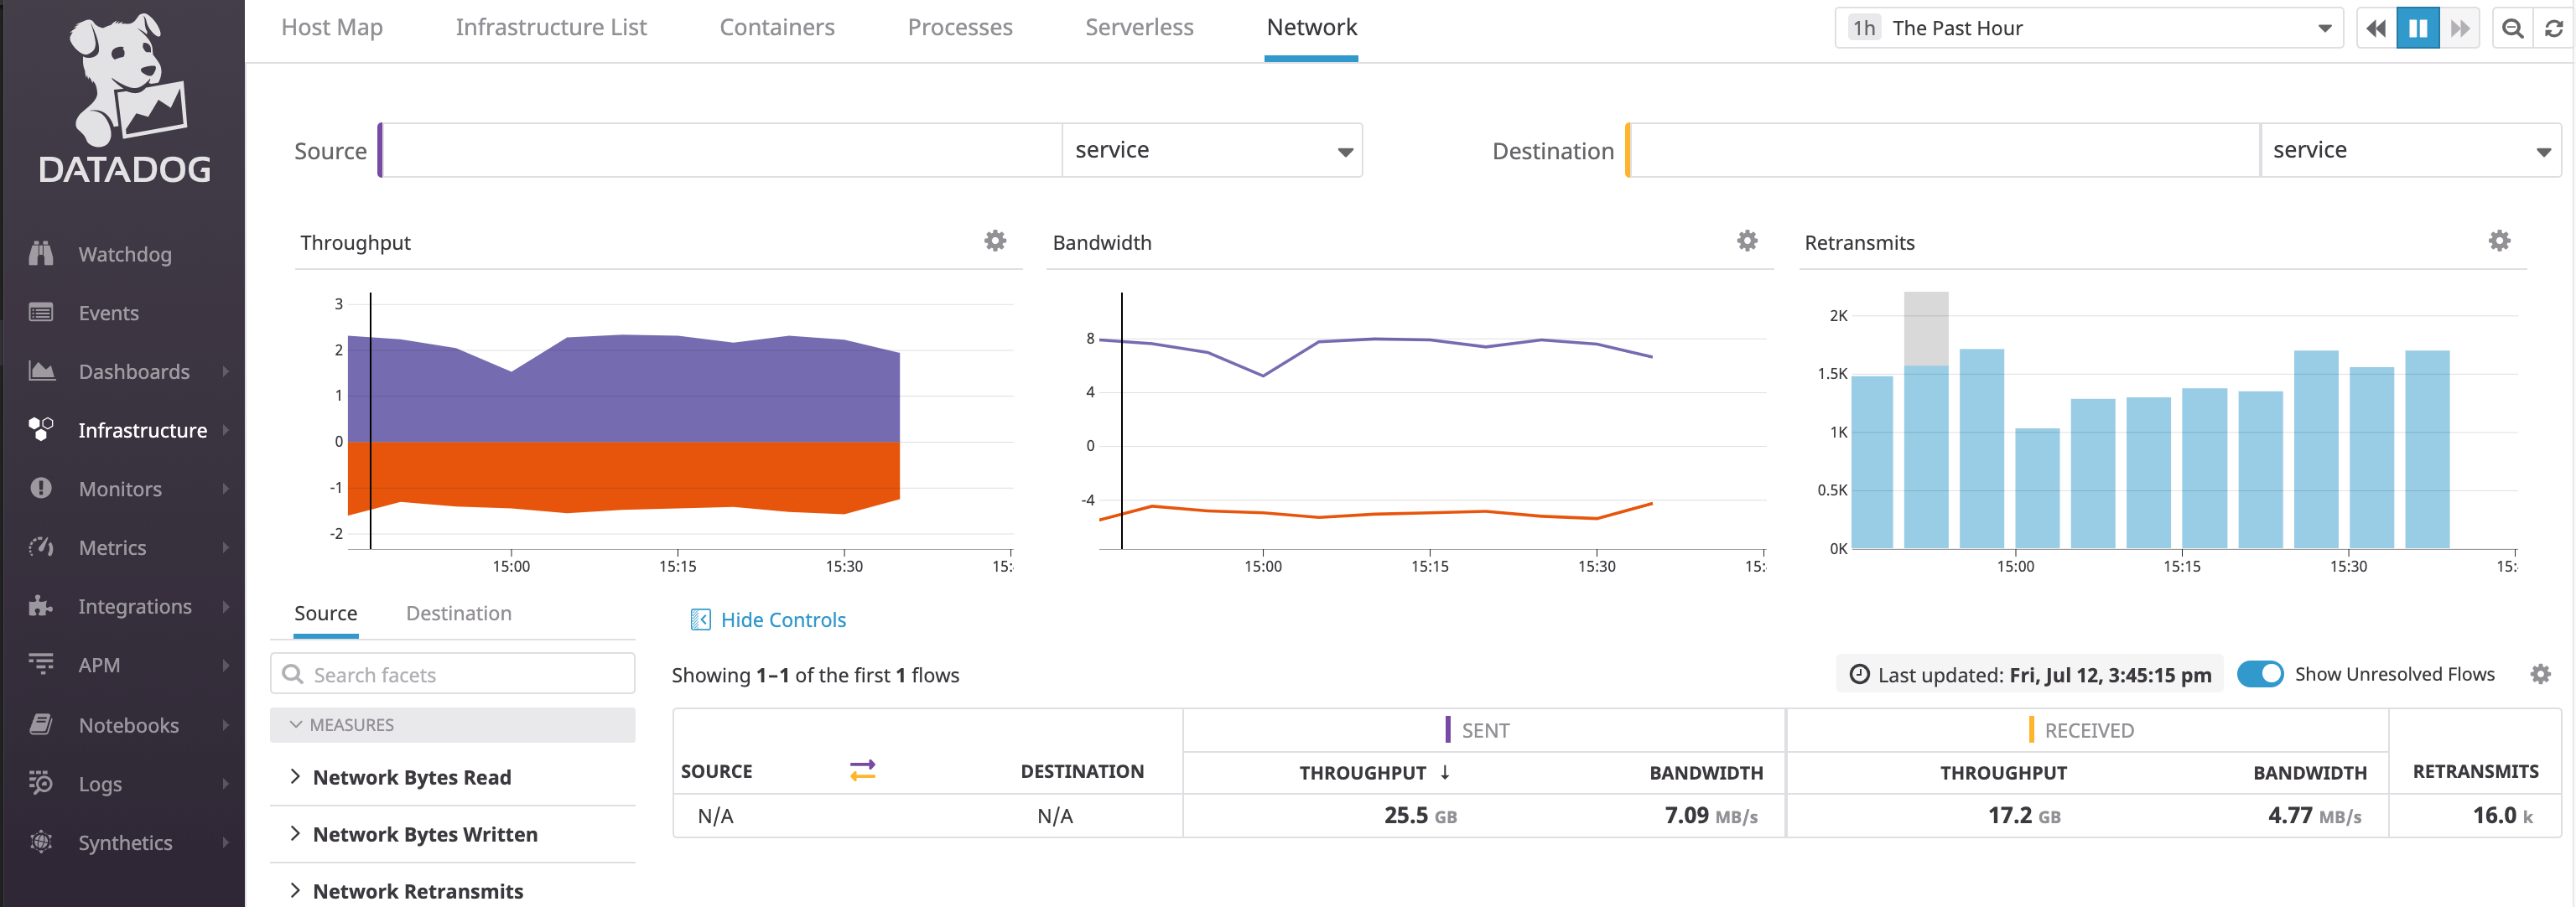 DATADOG
Watchdog
Events
Dashboards
Infrastructure
Monitors
Metrics
Integrations
APM
Notebooks
Logs
Synthetics
Host Map Infrastructure List Containers Processes Serverless Network
1h The Past Hour
Source service Destination service
Throughput
3
2
1
0
-1
-2
15:00 15:15 15:30 15:
Bandwidth
8
4
0
-4
15:00 15:15 15:30 15:
Retransmits
2K
1.5K
1K
0.5K
0K
15:00 15:15 15:30 15:
Source Destination
Search facets
MEASURES
Network Bytes Read
Network Bytes Written
Network Retransmits
Hide Controls
Showing 1–1 of the first 1 flows
Last updated: Fri, Jul 12, 3:45:15 pm Show Unresolved Flows
SENT RECEIVED
SOURCE DESTINATION THROUGHPUT ↓ BANDWIDTH THROUGHPUT BANDWIDTH RETRANSMITS
N/A N/A 25.5 GB 7.09 MB/s 17.2 GB 4.77 MB/s 16.0 k